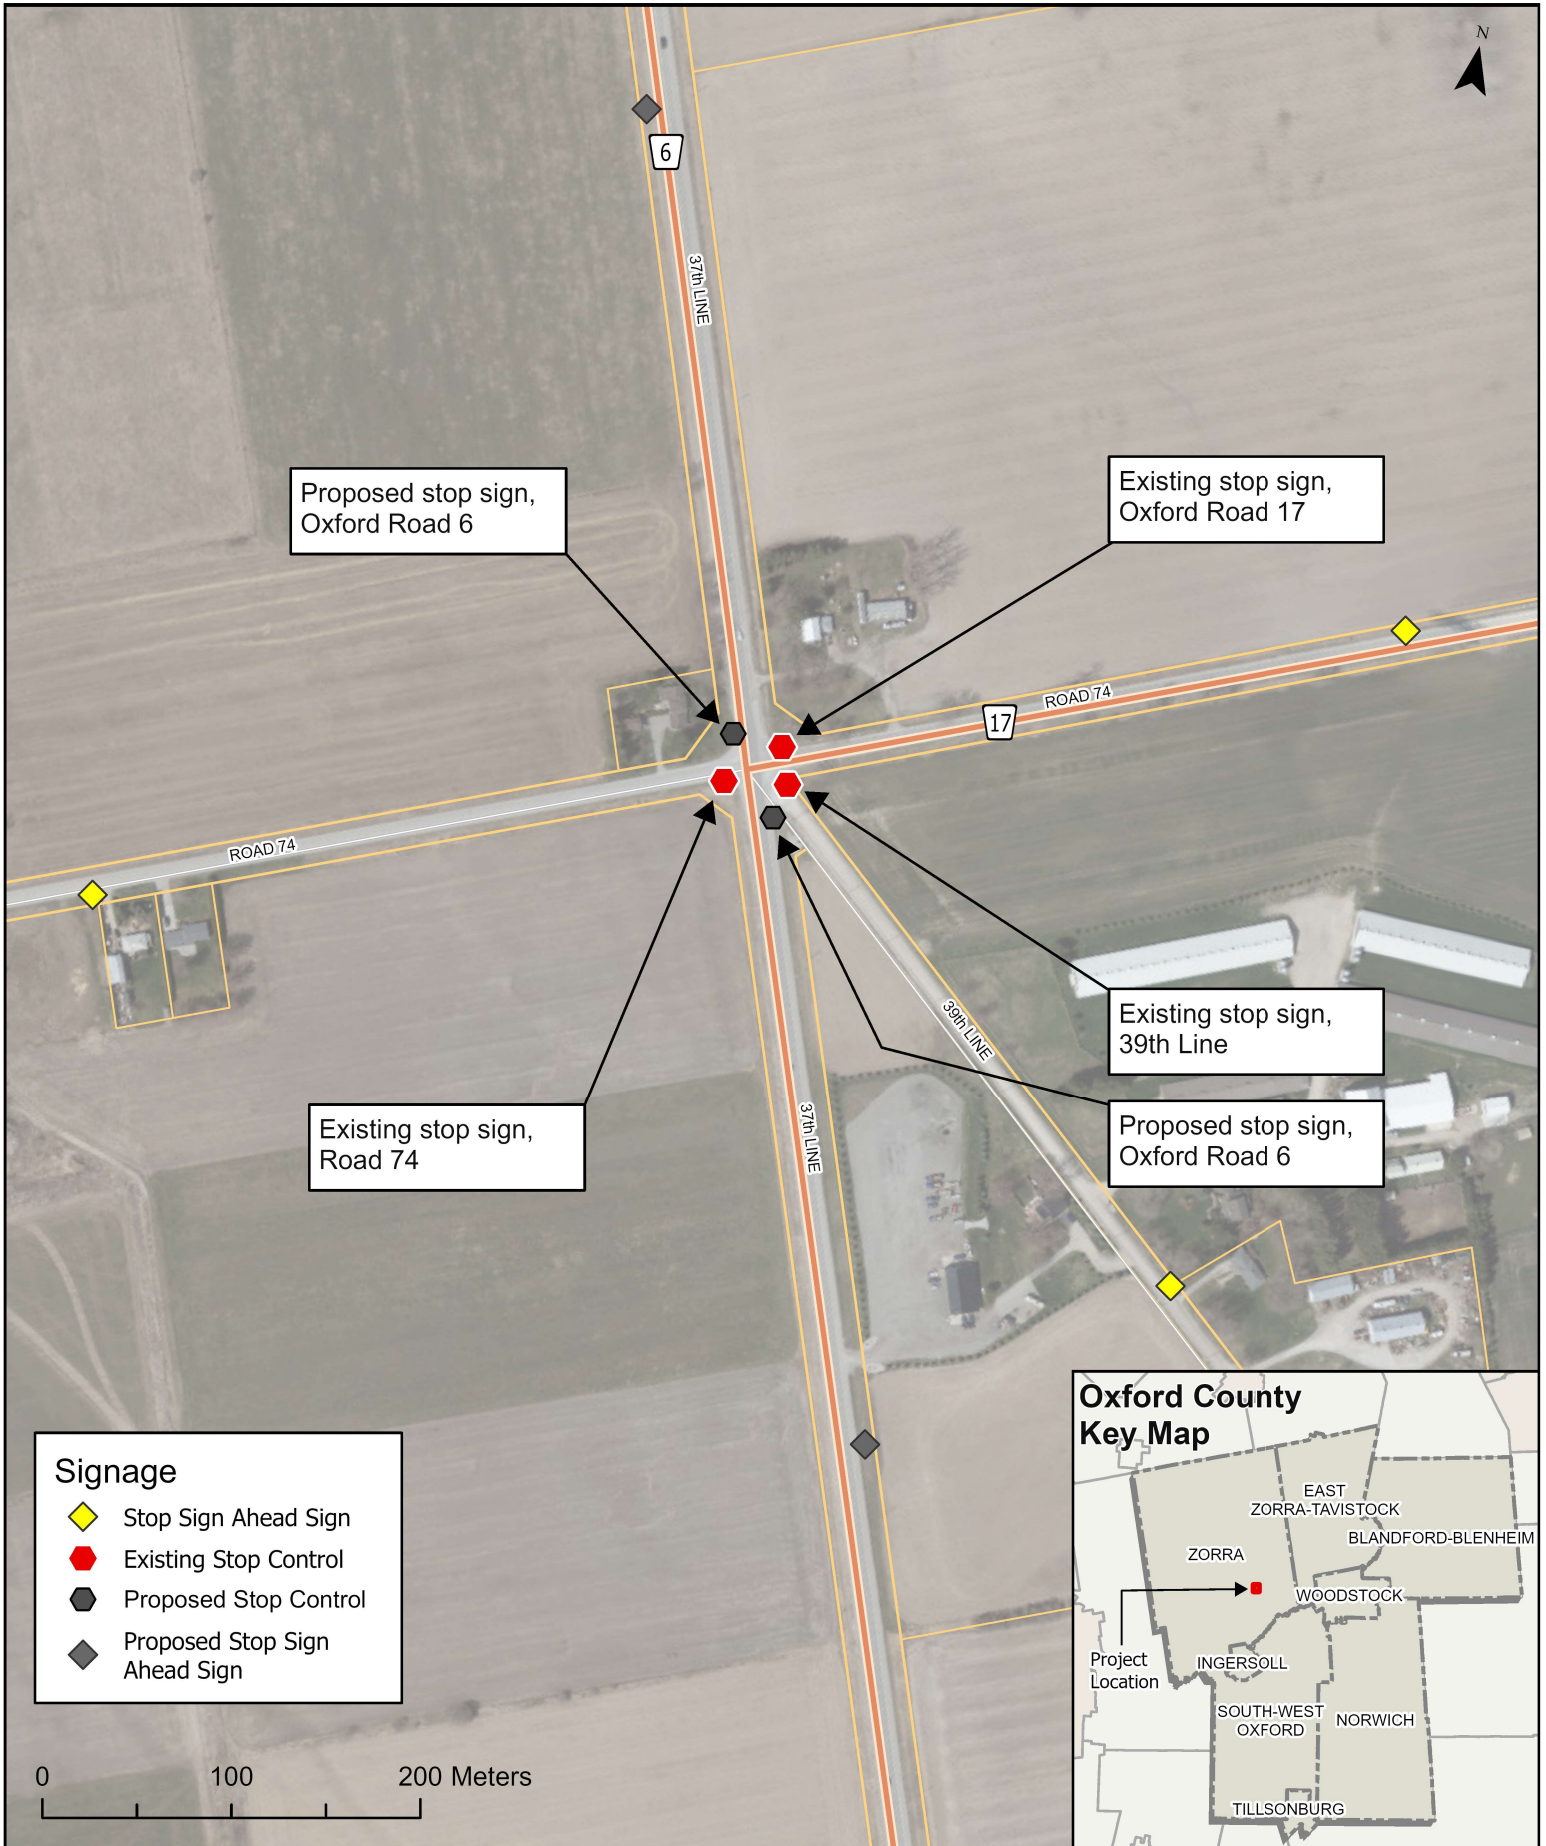 N
6
37th LINE
Proposed stop sign,
Oxford Road 6
Existing stop sign,
Oxford Road 17
ROAD 74
17
ROAD 74
39th LINE
Existing stop sign,
39th Line
37th LINE
Existing stop sign,
Road 74
Proposed stop sign,
Oxford Road 6
Signage
Stop Sign Ahead Sign
Existing Stop Control
Proposed Stop Control
Proposed Stop Sign
Ahead Sign
0 100 200 Meters
Oxford County
Key Map
EAST
ZORRA-TAVISTOCK
BLANDFORD-BLENHEIM
ZORRA
WOODSTOCK
Project
Location
INGERSOLL
SOUTH-WEST
OXFORD
NORWICH
TILLSONBURG